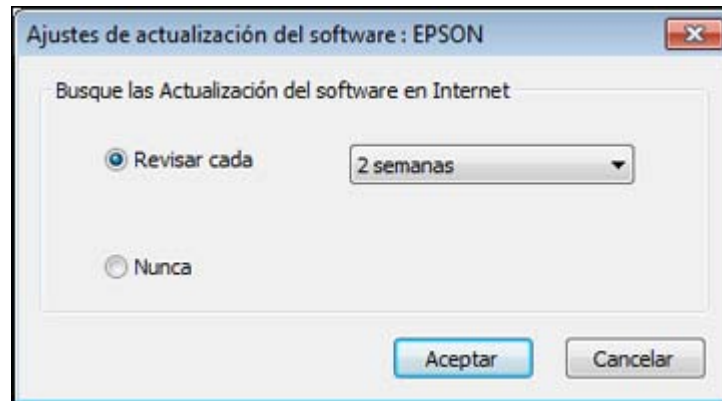 Ajustes de actualización del software : EPSON
Busque las Actualización del software en Internet
Revisar cada
2 semanas
Nunca
Aceptar
Cancelar